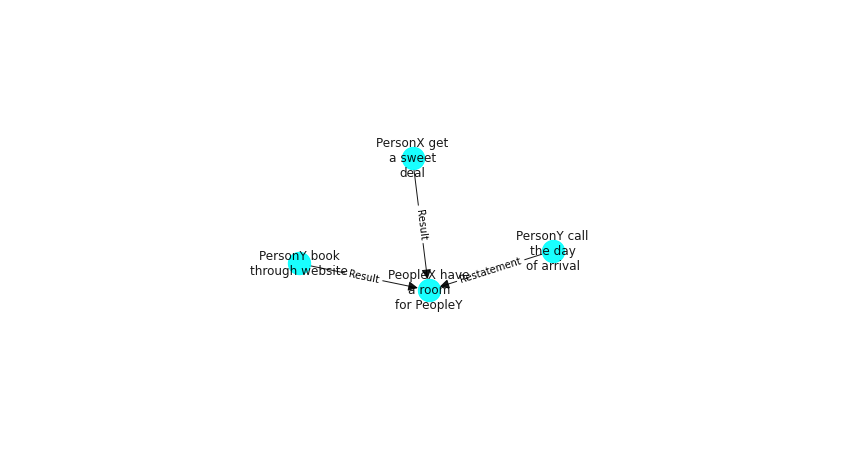 PersonX get
a sweet
deal
Result
PersonY call
the day
of arrival
PersonY book
through website
Result
Restatement
PeopleX have
a room
for PeopleY